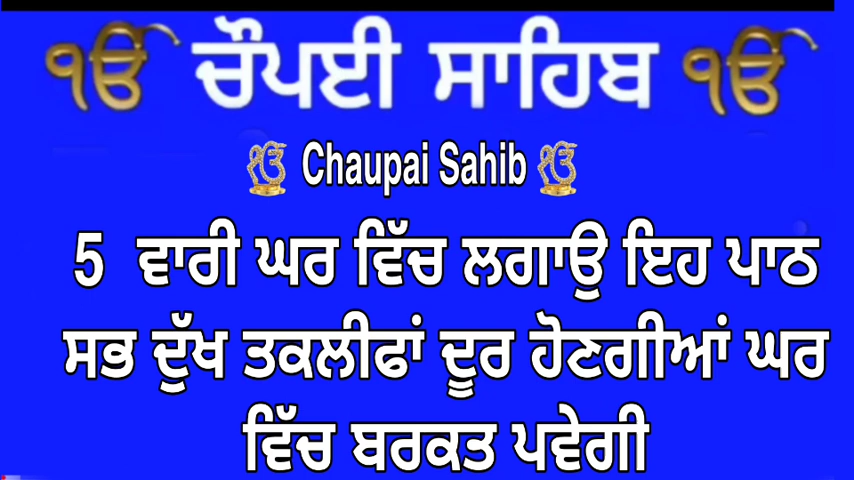 ੴ ਚੌਪਈ ਸਾਹਿਬ ੴ
ੴ Chaupai Sahib ੴ
5 ਵਾਰੀ ਘਰ ਵਿੱਚ ਲਗਾਉ ਇਹ ਪਾਠ
ਸਭ ਦੁੱਖ ਤਕਲੀਫਾਂ ਦੂਰ ਹੋਣਗੀਆਂ ਘਰ
ਵਿੱਚ ਬਰਕਤ ਪਵੇਗੀ